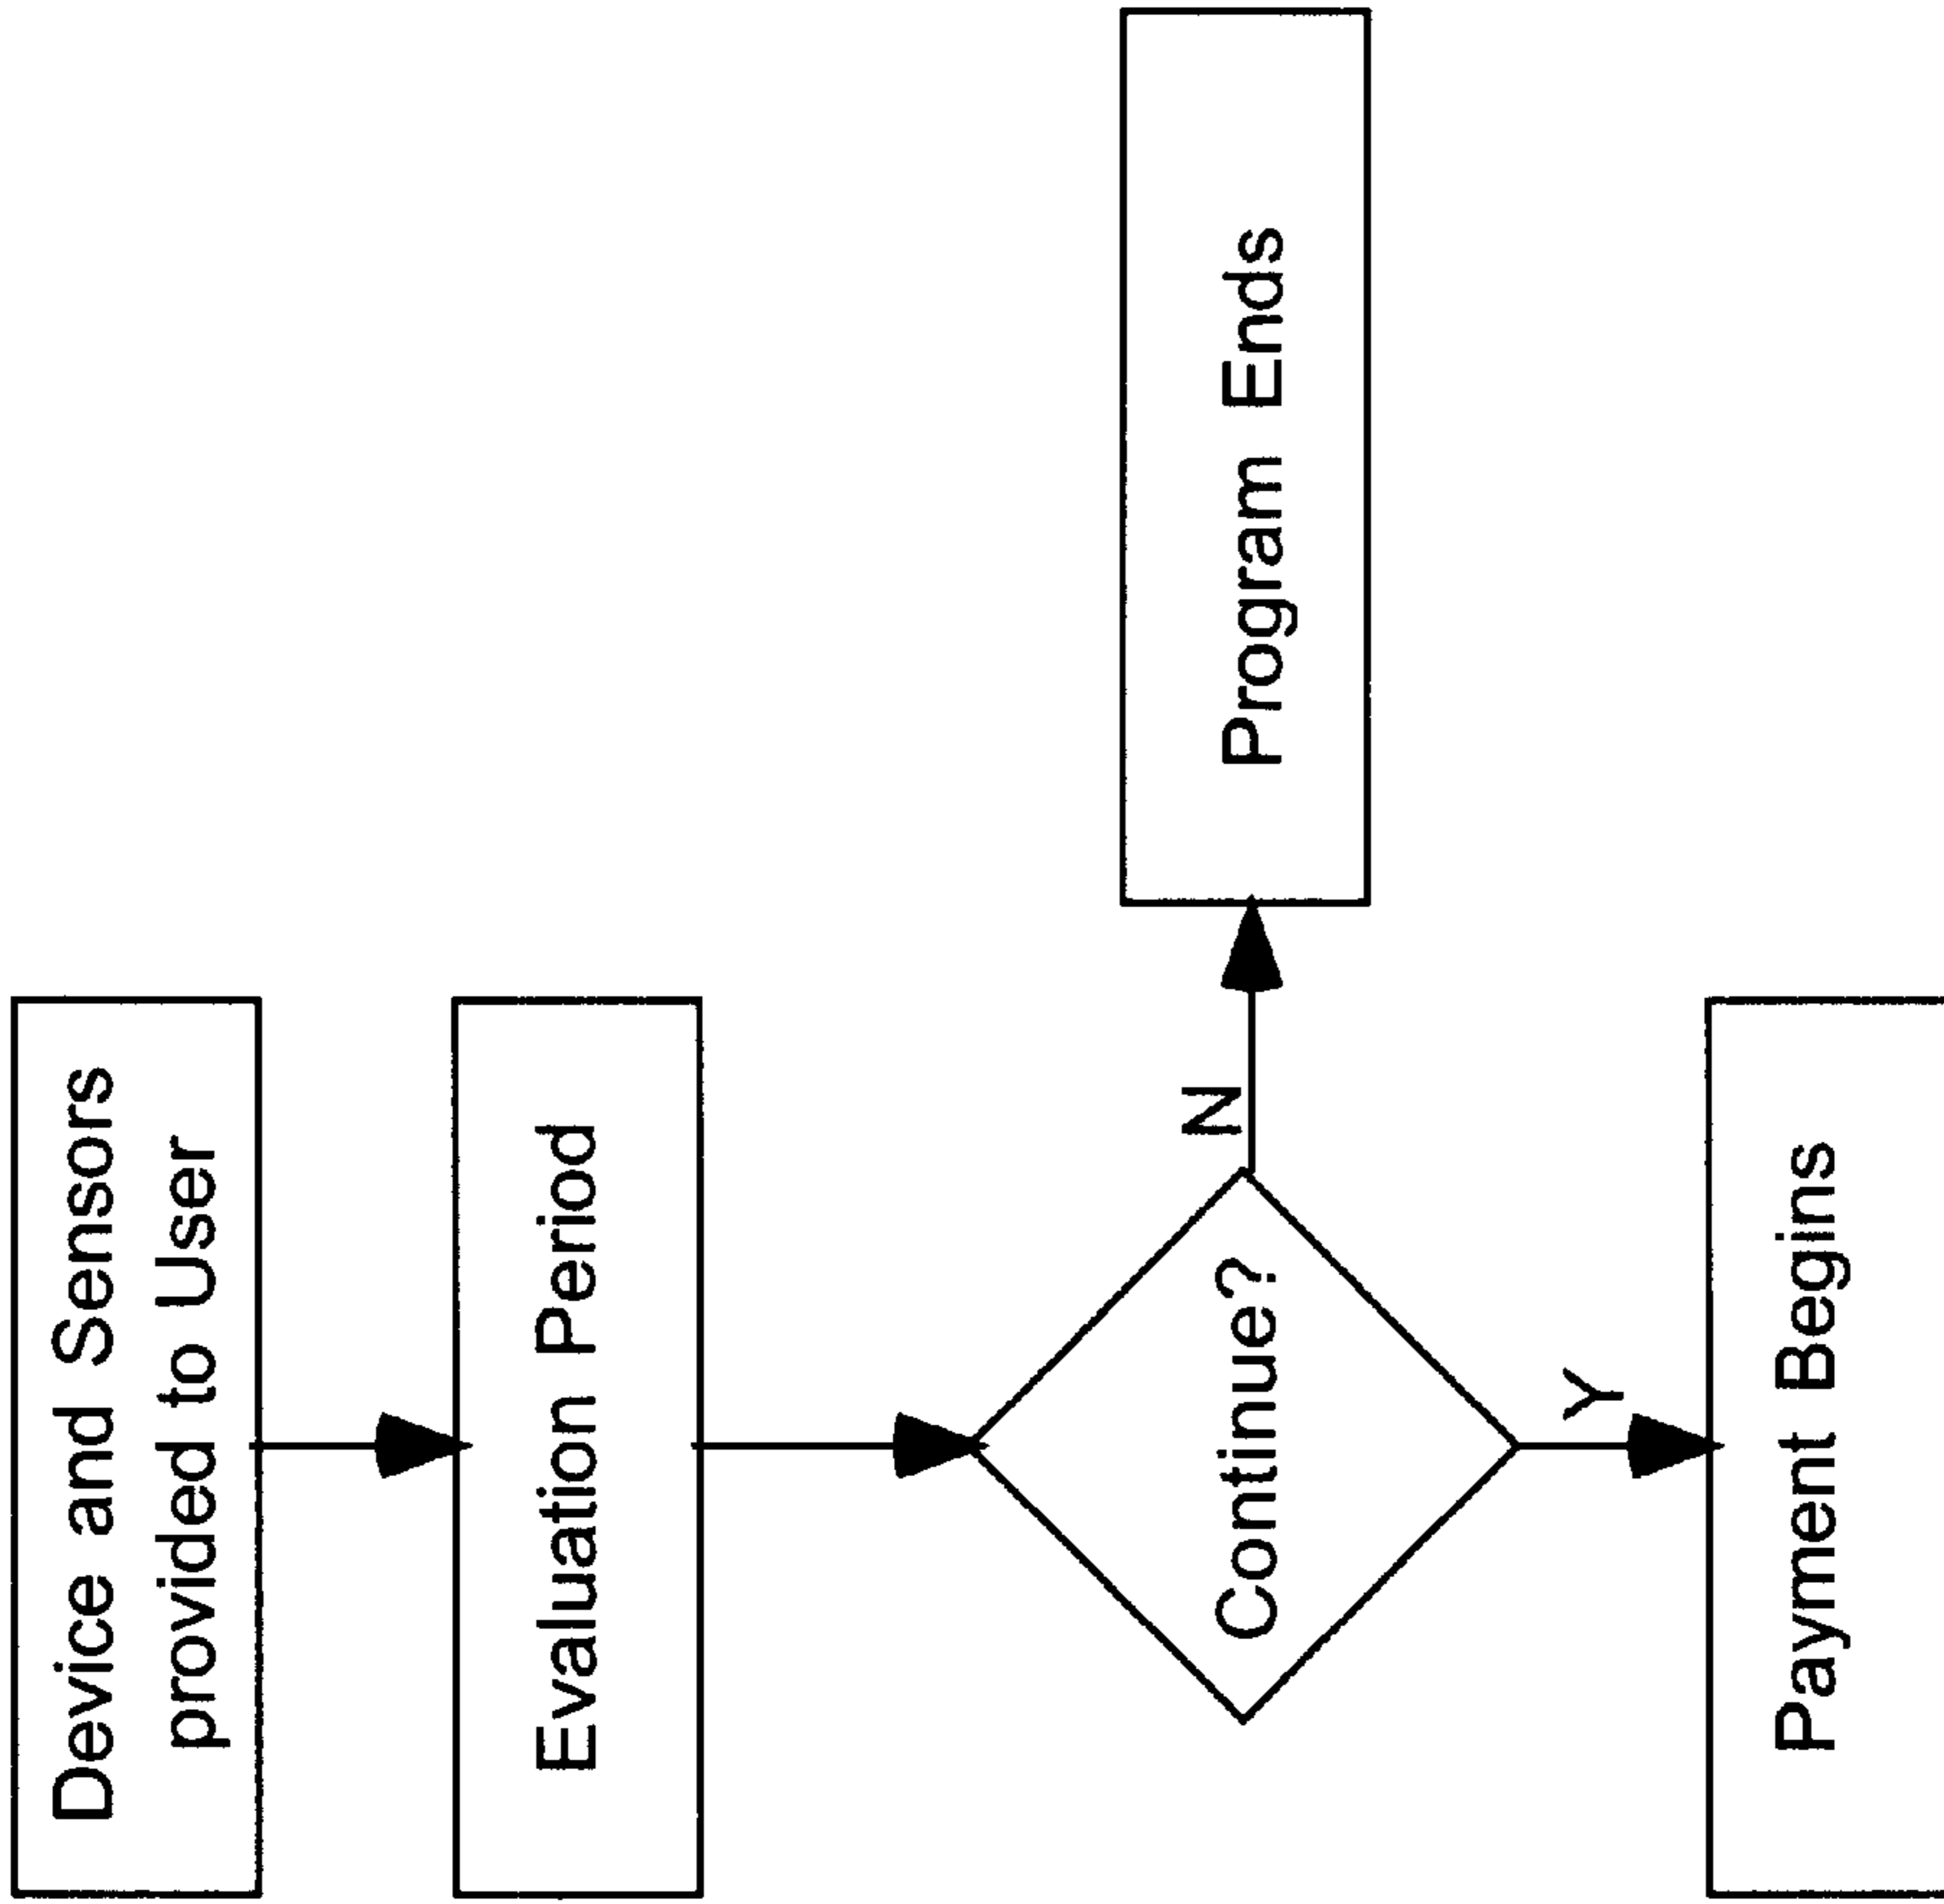 Device and Sensors
provided to User
Evaluation Period
Continue?
N
Program Ends
Y
Payment Begins